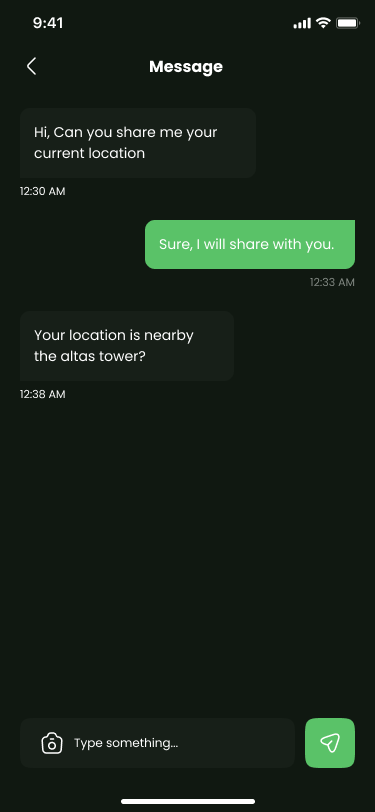 9:41
Message
Hi, Can you share me your
current location
12:30 AM
Sure, I will share with you.
12:33 AM
Your location is nearby
the altas tower?
12:38 AM
Type something...